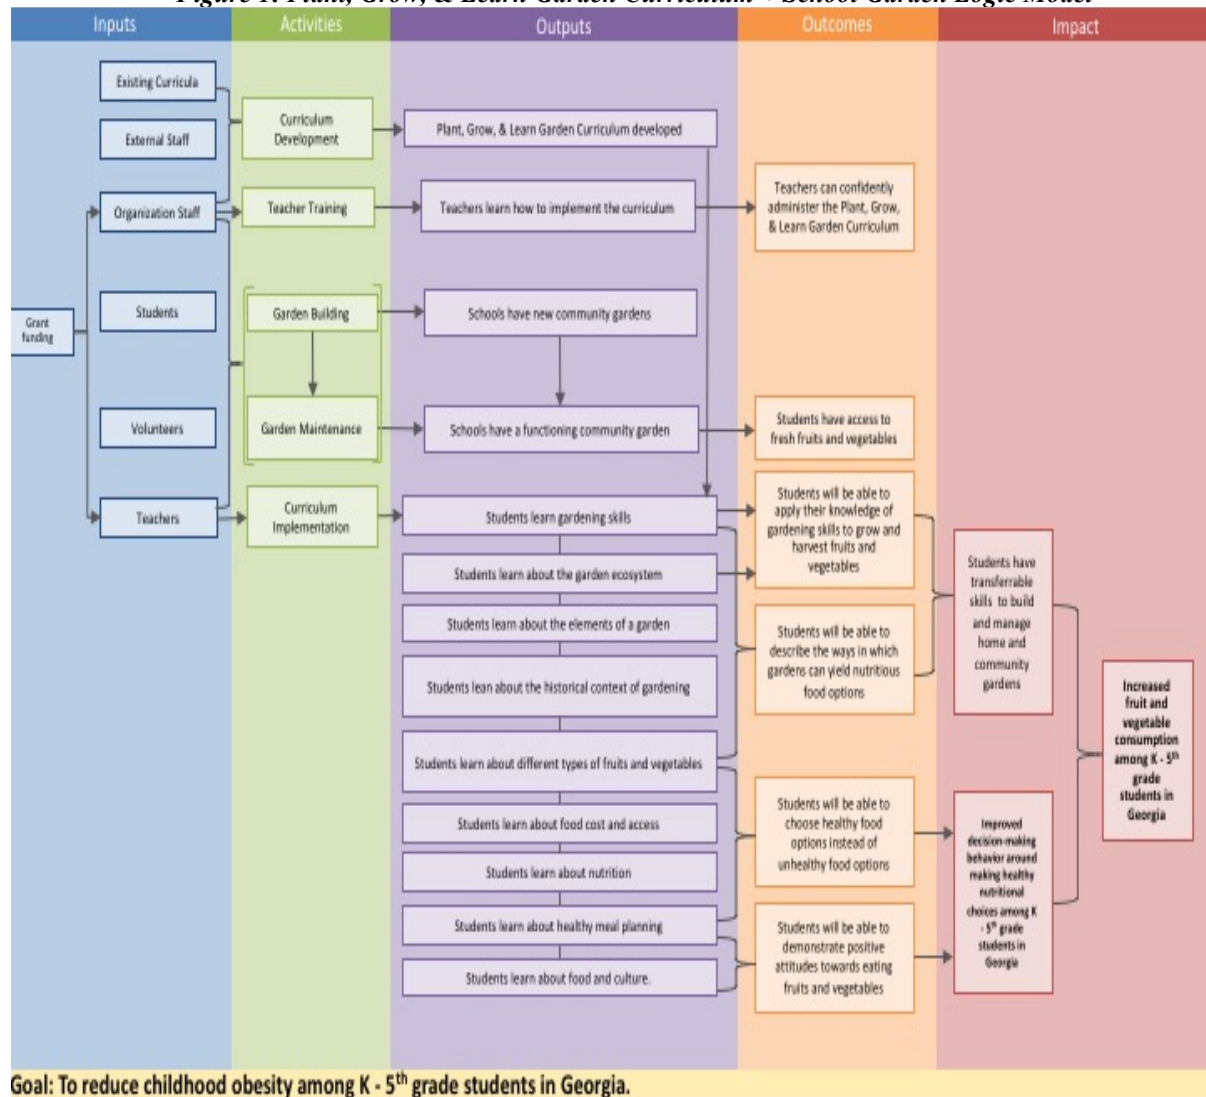 Figure 1: Plant, Grow, & Learn Garden Curriculum - School Garden Logic Model
Inputs
Activities
Outputs
Outcomes
Impact
Grant
funding
Existing Curricula
External Staff
Organization Staff
Students
Volunteers
Teachers
Curriculum
Development
Teacher Training
Garden Building
Garden Maintenance
Curriculum
Implementation
Plant, Grow, & Learn Garden Curriculum developed
Teachers learn how to implement the curriculum
Schools have new community gardens
Schools have a functioning community garden
Students learn gardening skills
Students learn about the garden ecosystem
Students learn about the elements of a garden
Students lean about the historical context of gardening
Students learn about different types of fruits and vegetables
Students learn about food cost and access
Students learn about nutrition
Students learn about healthy meal planning
Students learn about food and culture.
Teachers can confidently
administer the Plant, Grow,
& Learn Garden Curriculum
Students have access to
fresh fruits and vegetables
Students will be able to
apply their knowledge of
gardening skills to grow and
harvest fruits and
vegetables
Students will be able to
describe the ways in which
gardens can yield nutritious
food options
Students will be able to
choose healthy food
options instead of
unhealthy food options
Students will be able to
demonstrate positive
attitudes towards eating
fruits and vegetables
Students have
transferrable
skills to build
and manage
home and
community
gardens
Improved
decision-making
behavior around
making healthy
nutritional
choices among K
- 5th grade
students in
Georgia
Increased
fruit and
vegetable
consumption
among K - 5th
grade
students in
Georgia
Goal: To reduce childhood obesity among K - 5th grade students in Georgia.